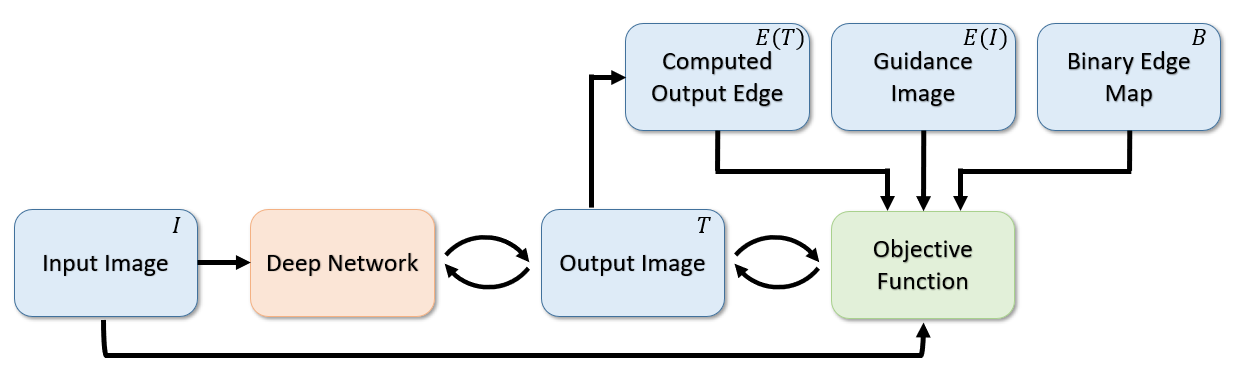 E(T)
Computed
Output Edge
E(I)
Guidance
Image
B
Binary Edge
Map
I
Input Image
Deep Network
T
Output Image
Objective
Function